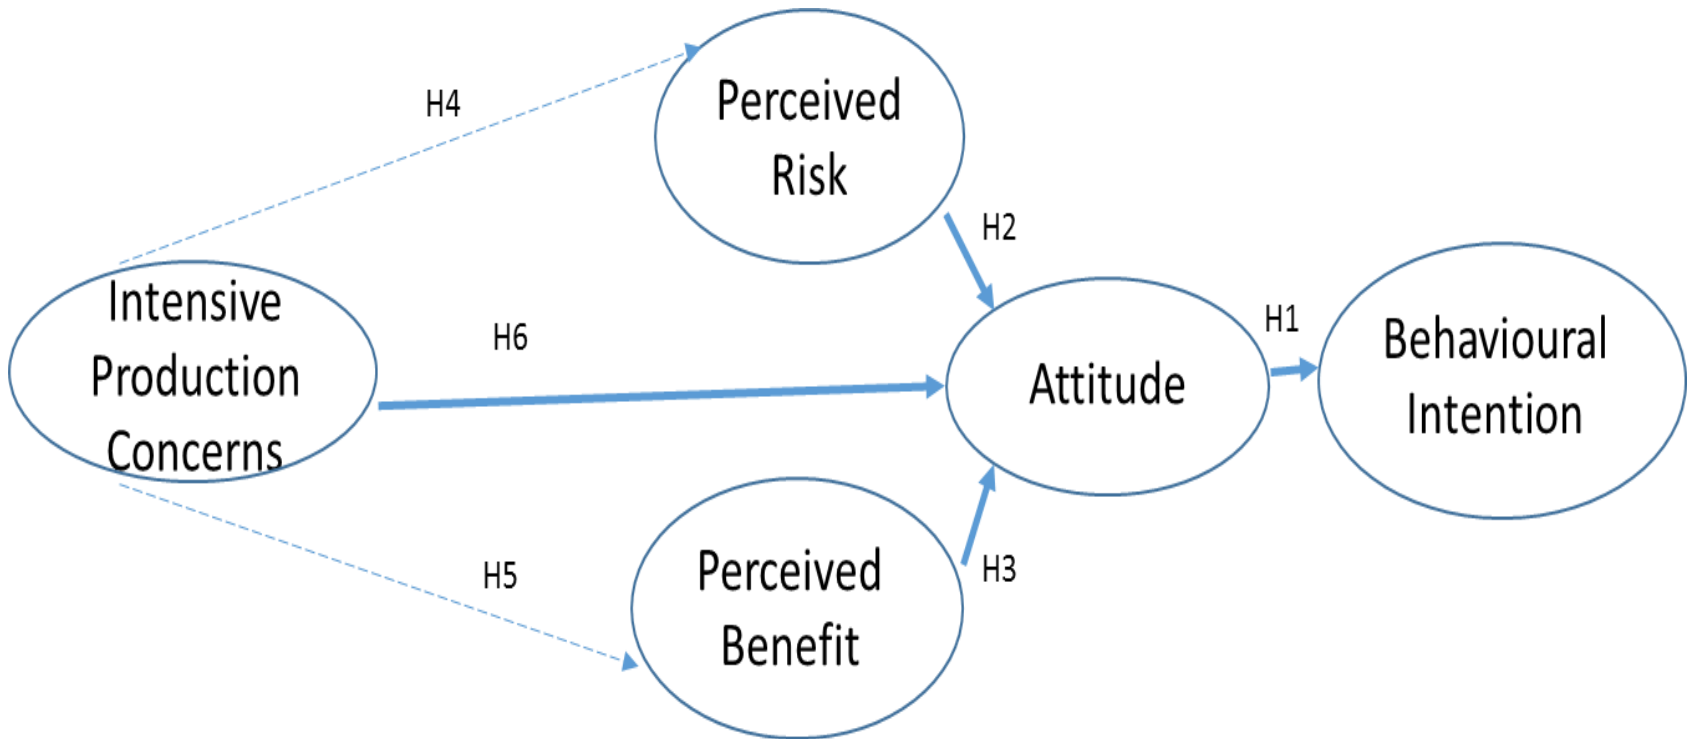 H4
Perceived
Risk
H2
Intensive
Production
Concerns
H6
Attitude
H1
Behavioural
Intention
H5
Perceived
Benefit
H3